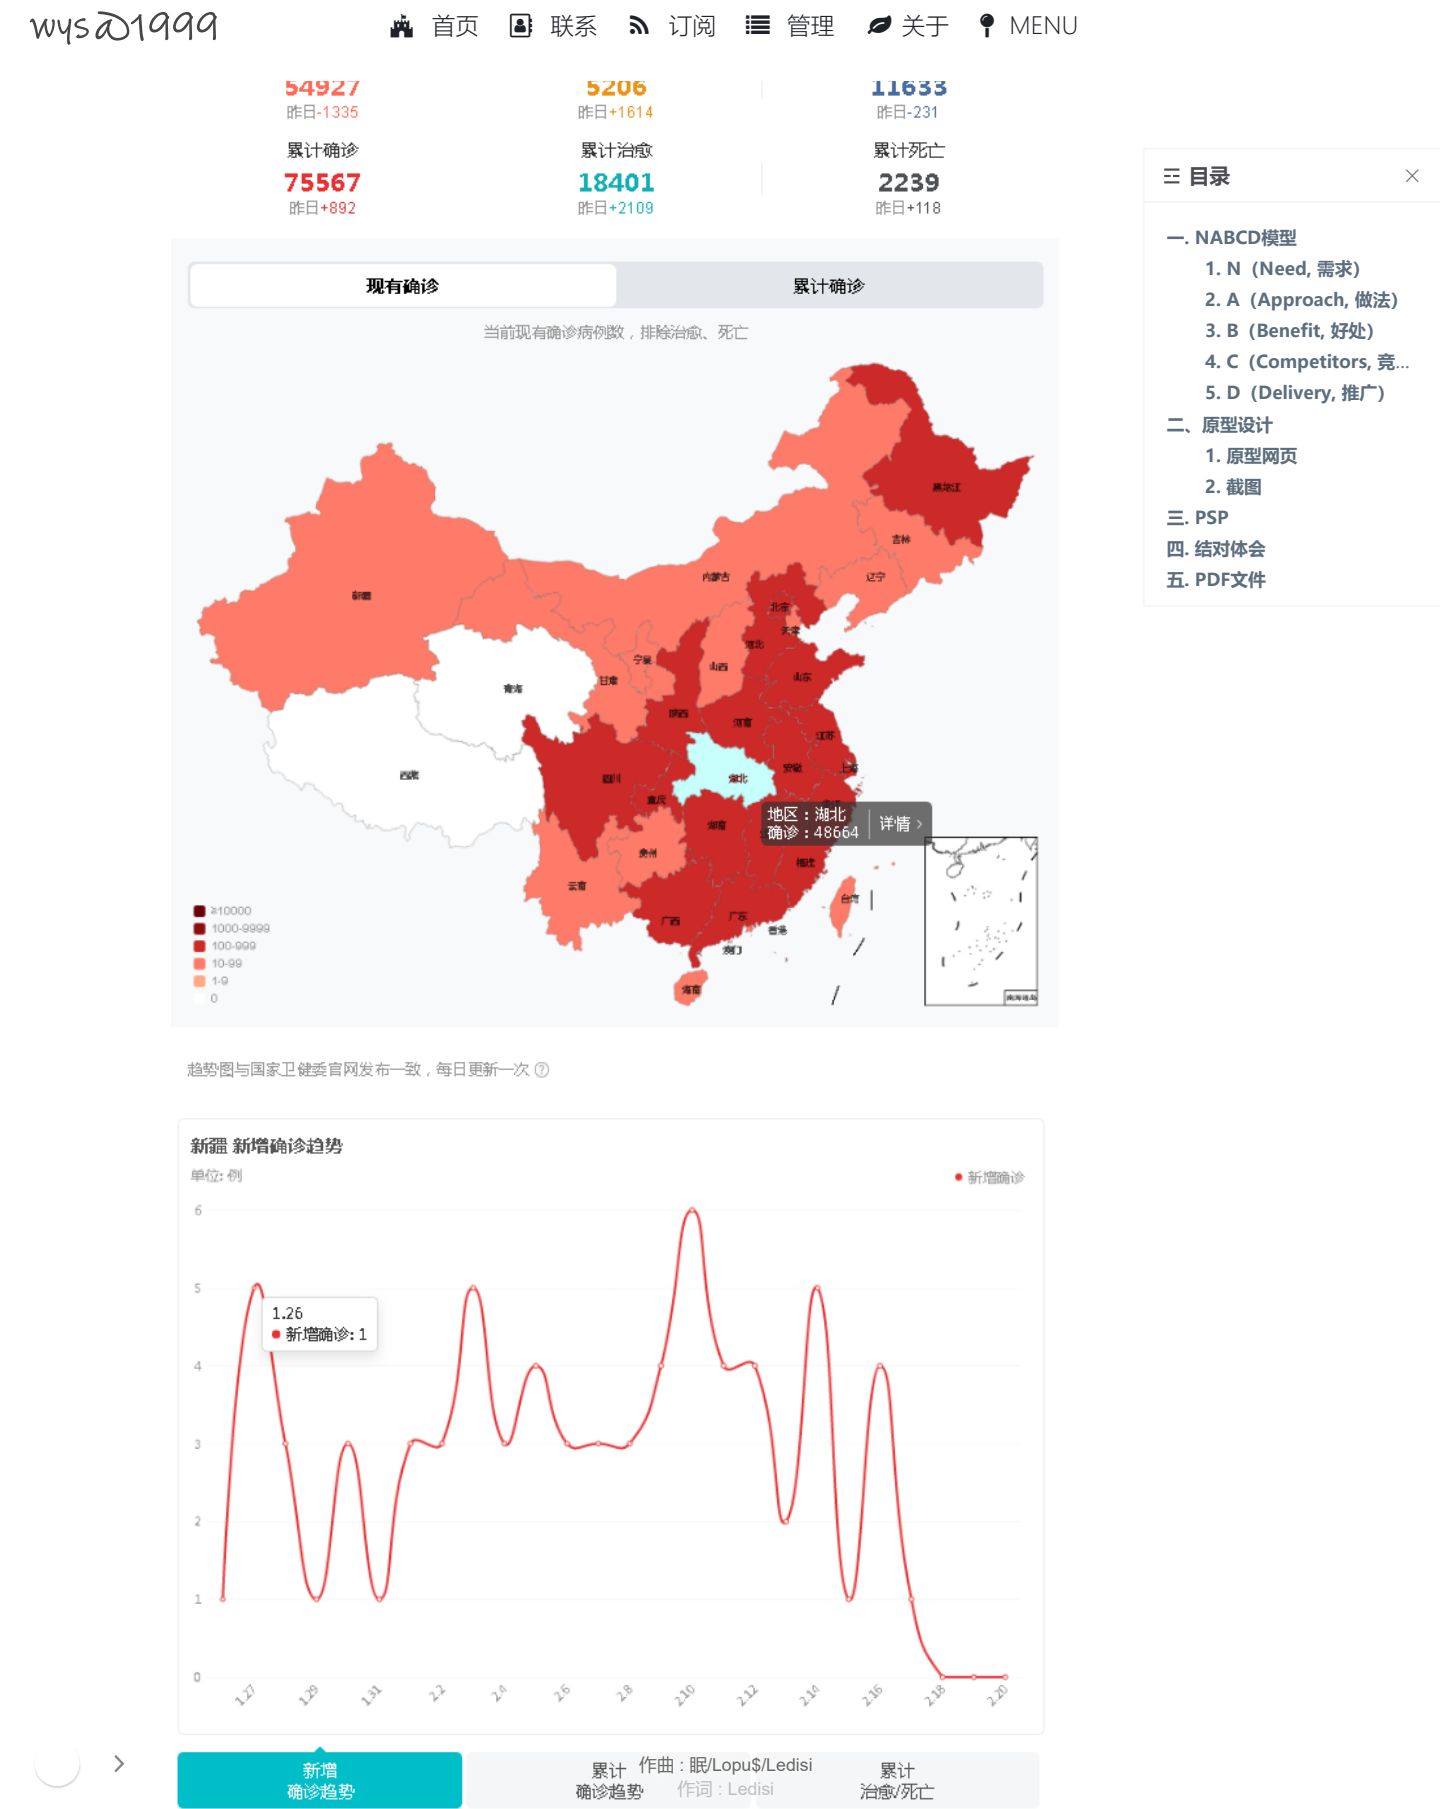 wys@1999
首页
联系
订阅
管理
关于
MENU
54927
5206
11633
昨日-1335
昨日+1614
昨日-231
累计确诊
累计治愈
累计死亡
75567
18401
2239
昨日+892
昨日+2109
昨日+118
目录
一. NABCD模型
1. N（Need, 需求）
2. A（Approach, 做法）
3. B（Benefit, 好处）
4. C（Competitors, 竞...
5. D（Delivery, 推广）
二、原型设计
1. 原型网页
2. 截图
三. PSP
四. 结对体会
五. PDF文件
现有确诊
累计确诊
当前现有确诊病例数，排除治愈、死亡
黑龙江
吉林
辽宁
内蒙古
新疆
北京
天津
河北
宁夏
山西
甘肃
山东
青海
陕西
河南
江苏
西藏
四川
湖北
安徽
上海
重庆
地区：湖北
确诊：48664
详情
湖南
贵州
福建
云南
台湾
广西
广东
香港
澳门
海南
南海诸岛
≥10000
1000-9999
100-999
10-99
1-9
0
趋势图与国家卫健委官网发布一致，每日更新一次
新疆 新增确诊趋势
单位: 例
新增确诊
6
5
1.26
新增确诊: 1
4
3
2
1
0
1.27
1.29
1.31
2.2
2.4
2.6
2.8
2.10
2.12
2.14
2.16
2.18
2.20
新增
确诊趋势
累计
确诊趋势
作曲 : 眠/Lopu$/Ledisi
作词 : Ledisi
累计
治愈/死亡